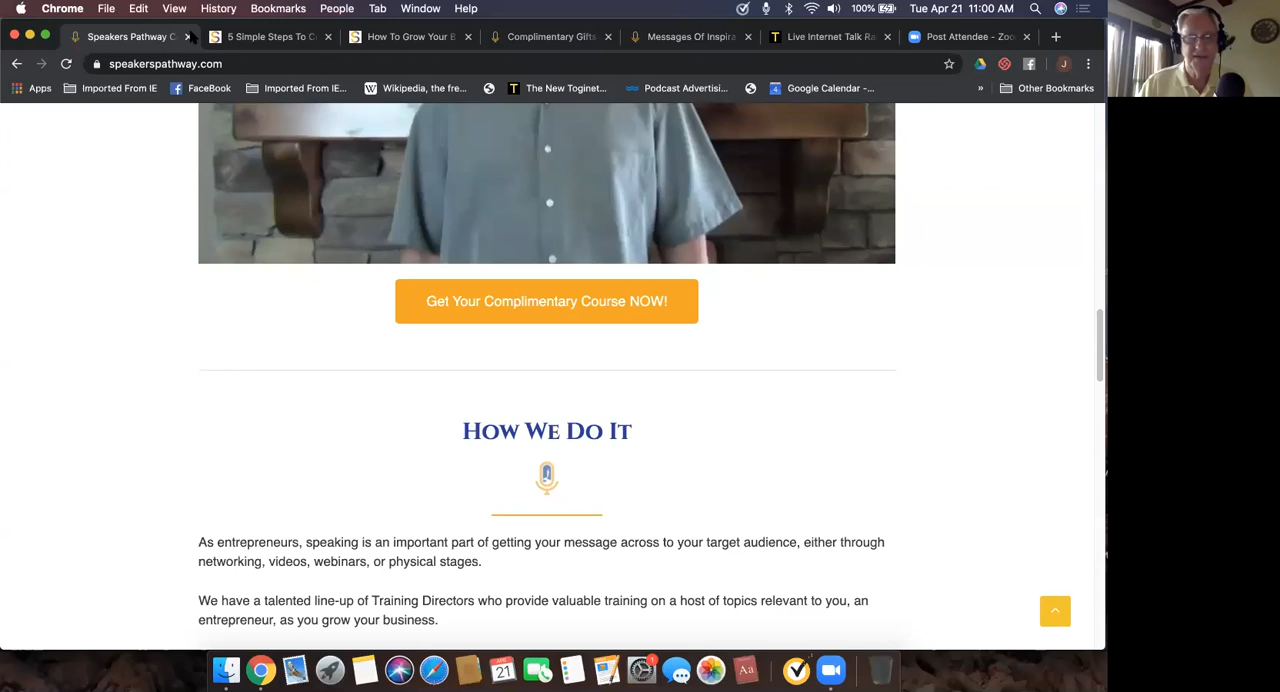 Chrome File Edit View History Bookmarks People Tab Window Help 100% Tue Apr 21 11:00 AM
Speakers Pathway C 5 Simple Steps To C How To Grow Your B Complimentary Gifts Messages Of Inspira Live Internet Talk Ra Post Attendee - Zoo
speakerspathway.com J
Apps Imported From IE FaceBook Imported From IE... Wikipedia, the fre... T The New Toginet... Podcast Advertisi... 4 Google Calendar -... » Other Bookmarks
Get Your Complimentary Course NOW!
How We Do It
As entrepreneurs, speaking is an important part of getting your message across to your target audience, either through
networking, videos, webinars, or physical stages.
We have a talented line-up of Training Directors who provide valuable training on a host of topics relevant to you, an
entrepreneur, as you grow your business.
APR 21 1 Aa